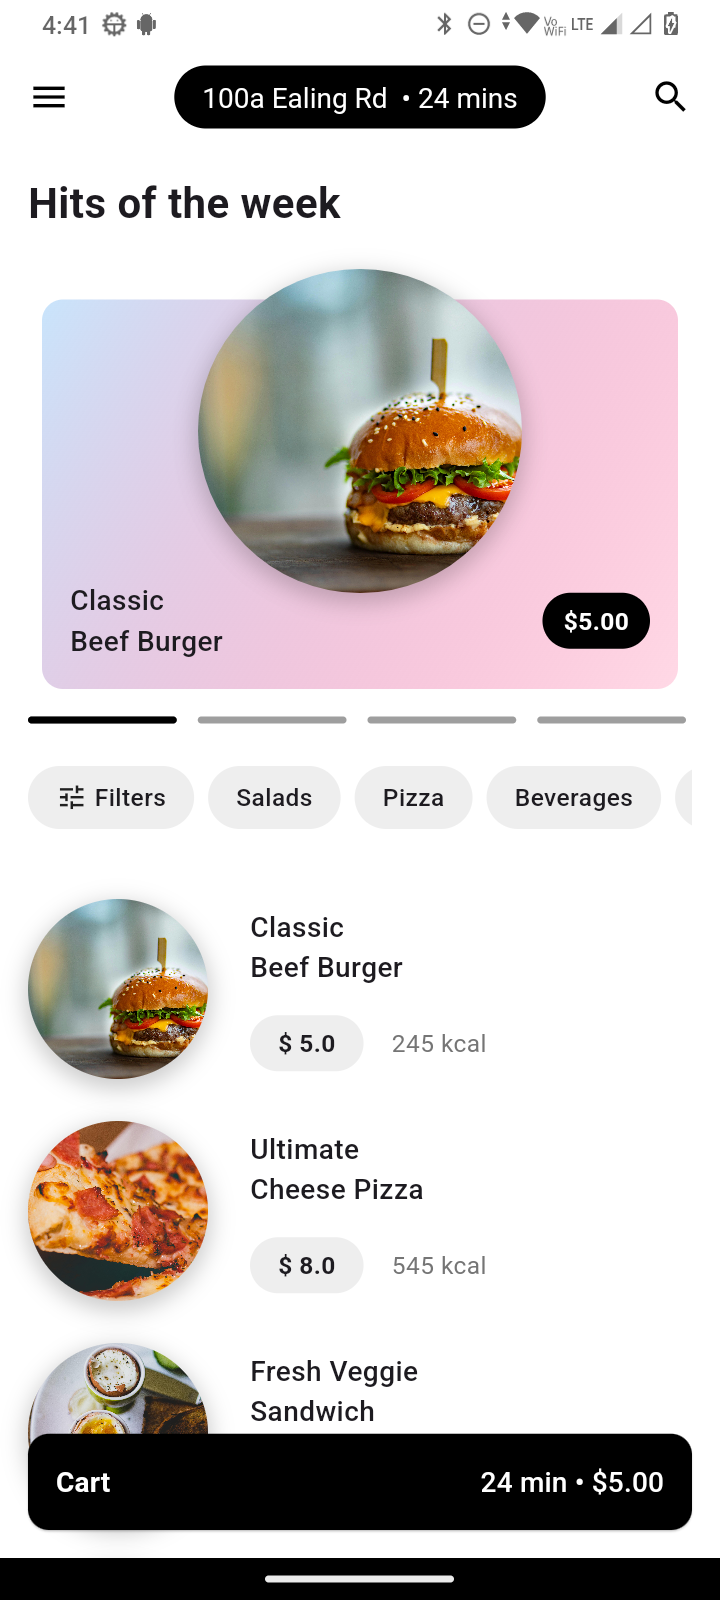 4:41
Vo WiFi LTE
100a Ealing Rd • 24 mins
Hits of the week
Classic
Beef Burger
$5.00
Filters
Salads
Pizza
Beverages
Classic
Beef Burger
$ 5.0
245 kcal
Ultimate
Cheese Pizza
$ 8.0
545 kcal
Fresh Veggie
Sandwich
Cart
24 min • $5.00